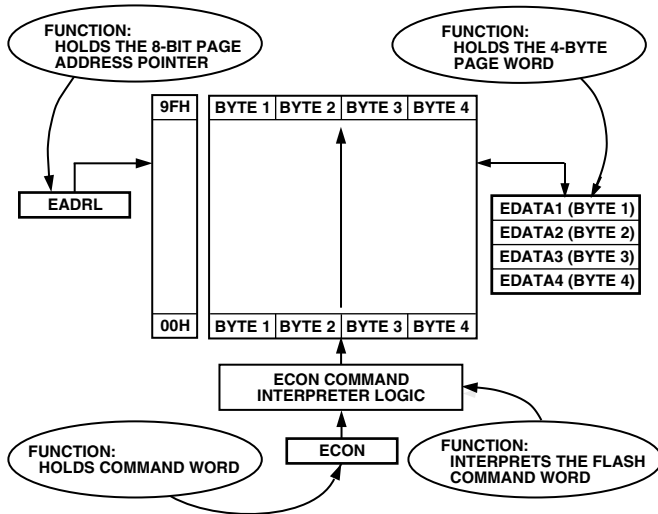 FUNCTION:
HOLDS THE 8-BIT PAGE
ADDRESS POINTER
FUNCTION:
HOLDS THE 4-BYTE
PAGE WORD
9FH
BYTE 1 BYTE 2 BYTE 3 BYTE 4
EADRL
EDATA1 (BYTE 1)
EDATA2 (BYTE 2)
EDATA3 (BYTE 3)
EDATA4 (BYTE 4)
00H
BYTE 1 BYTE 2 BYTE 3 BYTE 4
ECON COMMAND
INTERPRETER LOGIC
FUNCTION:
HOLDS COMMAND WORD
ECON
FUNCTION:
INTERPRETS THE FLASH
COMMAND WORD